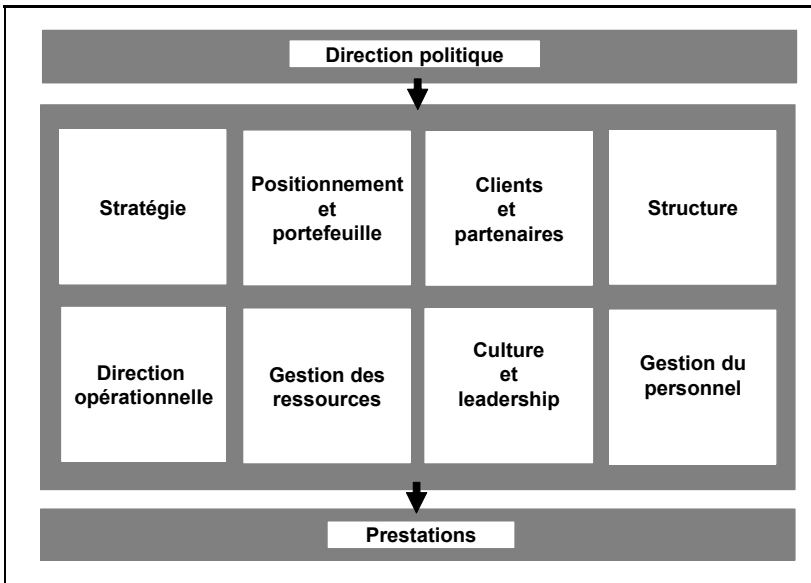 Direction politique
Stratégie
Positionnement
et
portefeuille
Clients
et
partenaires
Structure
Direction
opérationnelle
Gestion des
ressources
Culture
et
leadership
Gestion du
personnel
Prestations